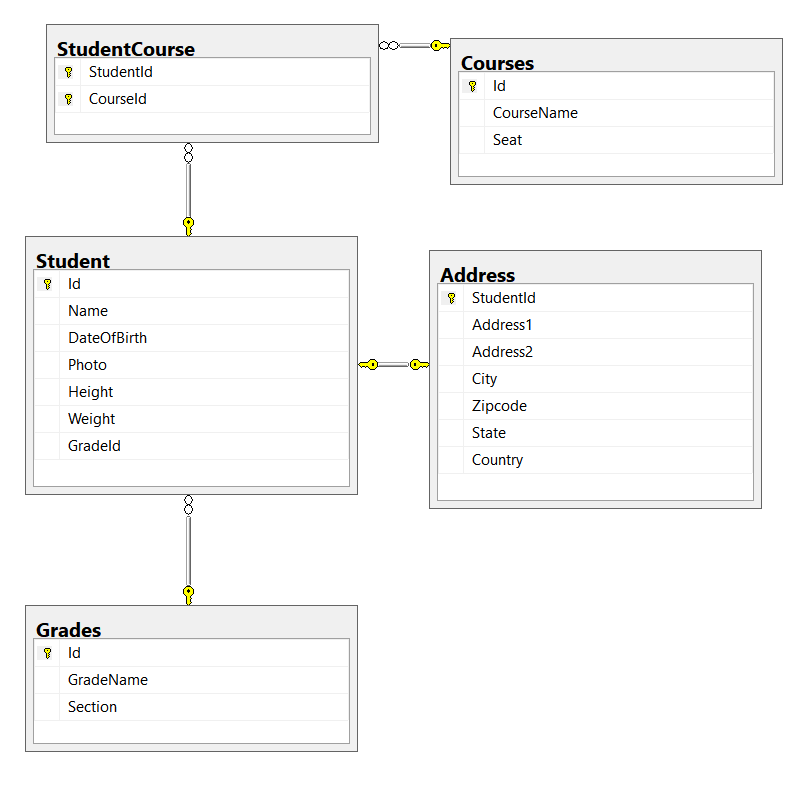 StudentCourse
StudentId
CourseId
Courses
Id
CourseName
Seat
Student
Id
Name
DateOfBirth
Photo
Height
Weight
GradeId
Address
StudentId
Address1
Address2
City
Zipcode
State
Country
Grades
Id
GradeName
Section